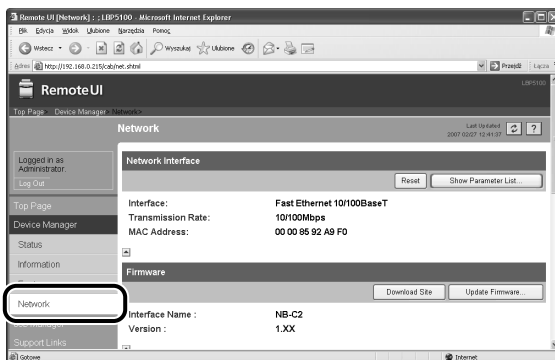 Remote UI [Network] : ; LBP5100 - Microsoft Internet Explorer
Plik Edycja Widok Ulubione Narzędzia Pomoc
Wstecz Wyszukaj Ulubione
Adres http://192.168.0.215/cab/net.shtml Przejdź Łącza
Remote UI
LBP5100
Top Page> Device Manager> Network>
Network
Last Updated
2007 02/27 12:41:37
Logged in as
Administrator.
Log Out
Top Page
Device Manager
Status
Information
Network
Support Links
Network Interface
Reset Show Parameter List...
Interface: Fast Ethernet 10/100BaseT
Transmission Rate: 10/100Mbps
MAC Address: 00 00 85 92 A9 F0
Firmware
Download Site Update Firmware...
Interface Name : NB-C2
Version : 1.XX
Gotowe Internet